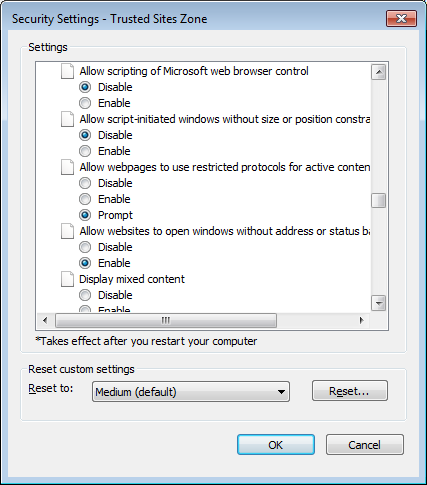 Security Settings - Trusted Sites Zone
Settings
Allow scripting of Microsoft web browser control
Disable
Enable
Allow script-initiated windows without size or position constra
Disable
Enable
Allow webpages to use restricted protocols for active conten
Disable
Enable
Prompt
Allow websites to open windows without address or status ba
Disable
Enable
Display mixed content
Disable
Enable
*Takes effect after you restart your computer
Reset custom settings
Reset to: Medium (default) Reset...
OK Cancel